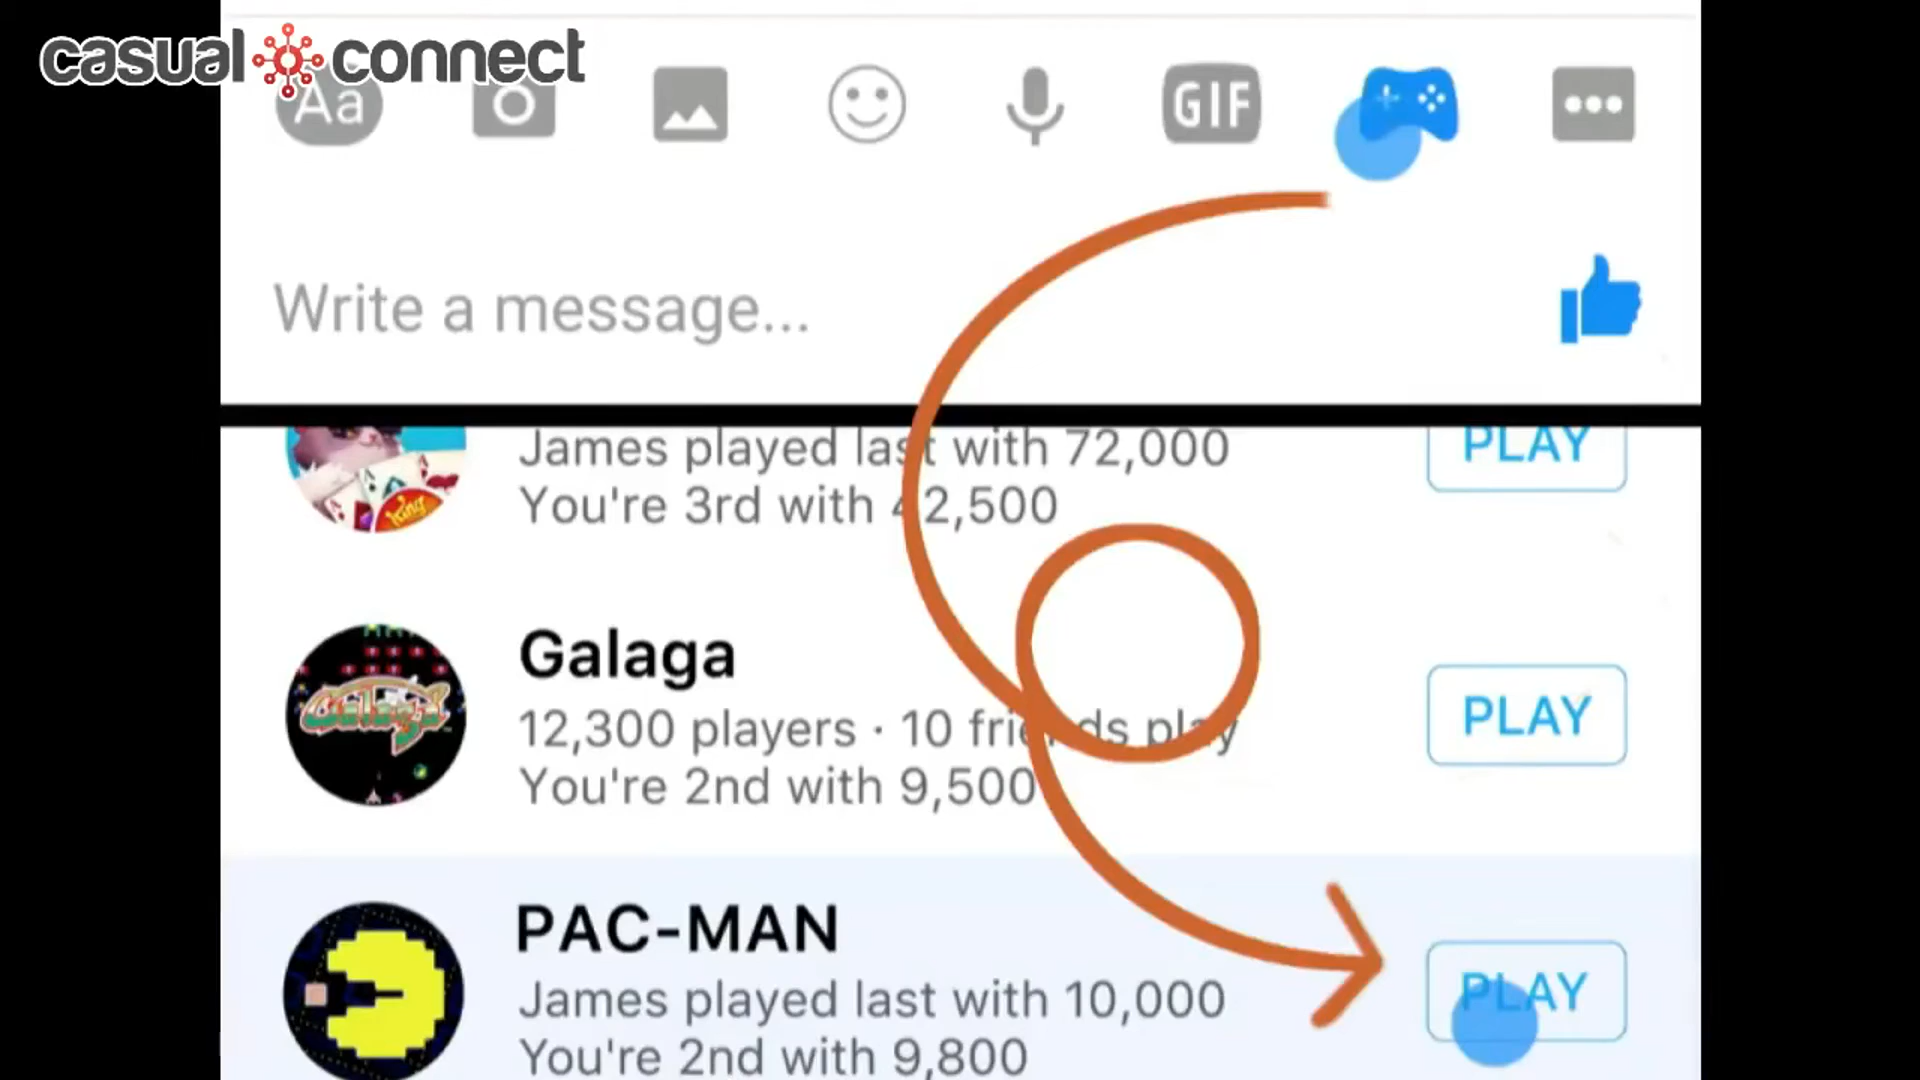 casual connect
Aa
GIF
Write a message...
James played last with 72,000
PLAY
You're 3rd with 42,500
king
Galaga
Galaga
12,300 players · 10 friends play
PLAY
You're 2nd with 9,500
PAC-MAN
James played last with 10,000
PLAY
You're 2nd with 9,800